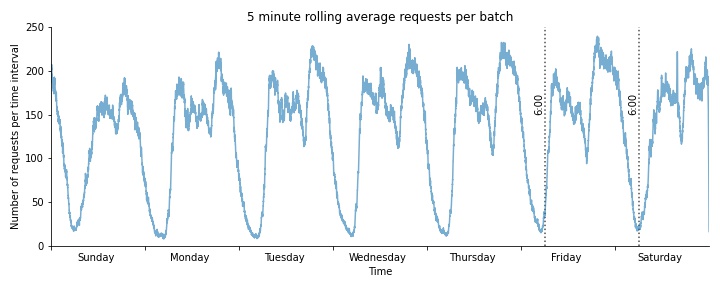 5 minute rolling average requests per batch
Number of requests per time interval
250
200
150
100
50
0
6:00
6:00
Sunday
Monday
Tuesday
Wednesday
Thursday
Friday
Saturday
Time